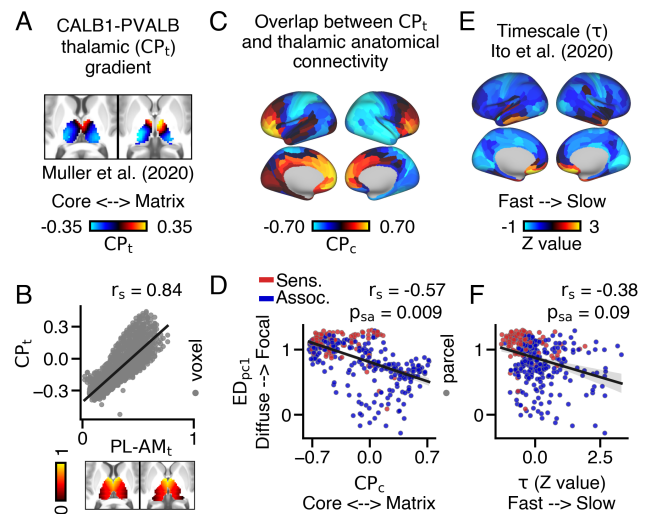 A
CALB1-PVALB
thalamic (CPt)
gradient
Muller et al. (2020)
Core <--> Matrix
-0.35 0.35
CPt
B
rs = 0.84
CPt
0.3
0.0
−0.3
0 1
PL-AMt
voxel
0 1
C
Overlap between CPt
and thalamic anatomical
connectivity
-0.70 0.70
CPc
D
Sens.
Assoc.
rs = -0.57
psa = 0.009
EDpc1
Diffuse --> Focal
1
0
−0.7 0.0 0.7
CPc
Core <--> Matrix
parcel
E
Timescale (τ)
Ito et al. (2020)
Fast --> Slow
-1 3
Z value
F
rs = -0.38
psa = 0.09
1
0
0.0 2.5
τ (Z value)
Fast --> Slow